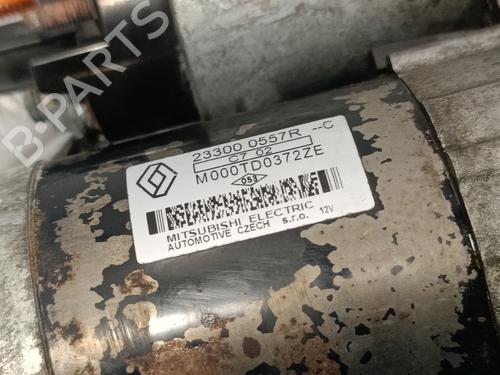 23300 0557R --C
C7 02
M000TD0372ZE
053
MITSUBISHI ELECTRIC
AUTOMOTIVE CZECH s.r.o. 12V
B-PARTS